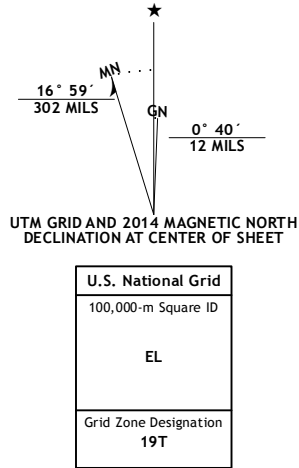 ★
MN
16° 59´
302 MILS
GN
0° 40´
12 MILS
UTM GRID AND 2014 MAGNETIC NORTH
DECLINATION AT CENTER OF SHEET
U.S. National Grid
100,000-m Square ID
EL
Grid Zone Designation
19T